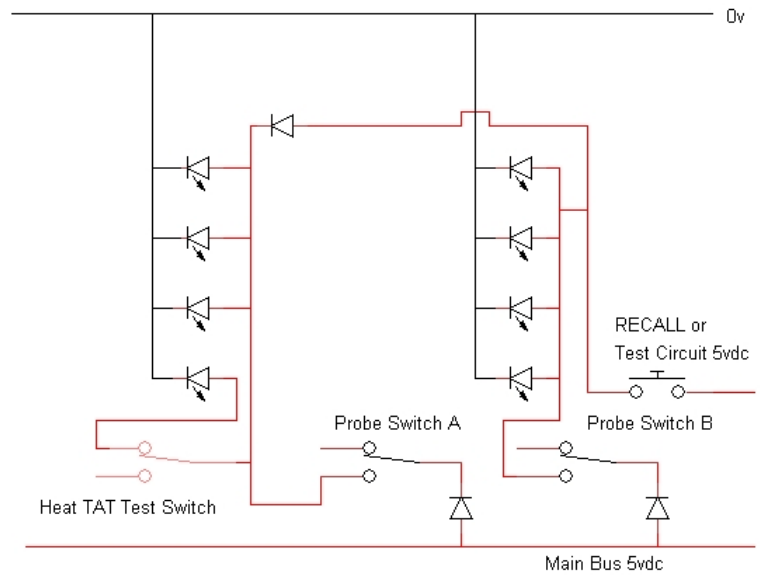 0v
RECALL or
Test Circuit 5vdc
Probe Switch A
Probe Switch B
Heat TAT Test Switch
Main Bus 5vdc